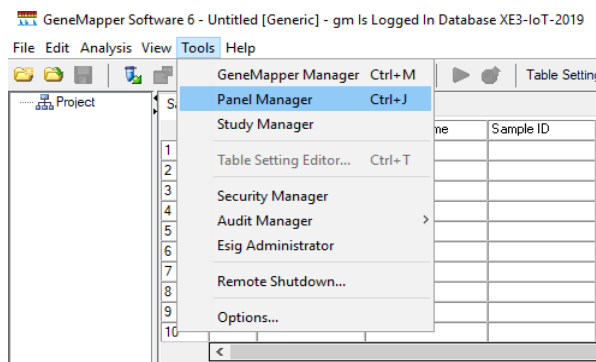 GeneMapper Software 6 - Untitled [Generic] - gm Is Logged In Database XE3-IoT-2019
File Edit Analysis View Tools Help
GeneMapper Manager Ctrl+M
Table Setting
Project
Panel Manager Ctrl+J
Study Manager
Sample ID
Table Setting Editor... Ctrl+T
Security Manager
Audit Manager
Esig Administrator
Remote Shutdown...
Options...
1
2
3
4
5
6
7
8
9
10